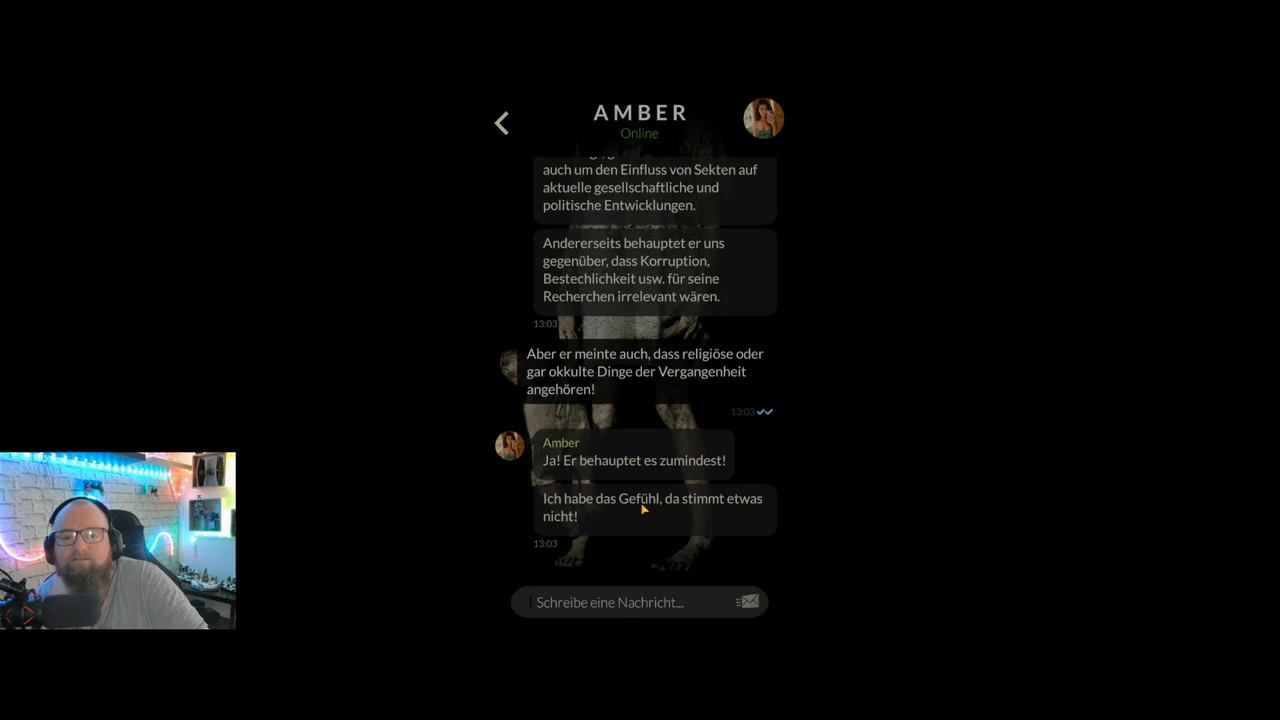 AMBER
Online
auch um den Einfluss von Sekten auf
aktuelle gesellschaftliche und
politische Entwicklungen.
Andererseits behauptet er uns
gegenüber, dass Korruption,
Bestechlichkeit usw. für seine
Recherchen irrelevant wären.
13:03
Aber er meinte auch, dass religiöse oder
gar okkulte Dinge der Vergangenheit
angehören!
13:03
Amber
Ja! Er behauptet es zumindest!
Ich habe das Gefühl, da stimmt etwas
nicht!
13:03
Schreibe eine Nachricht...